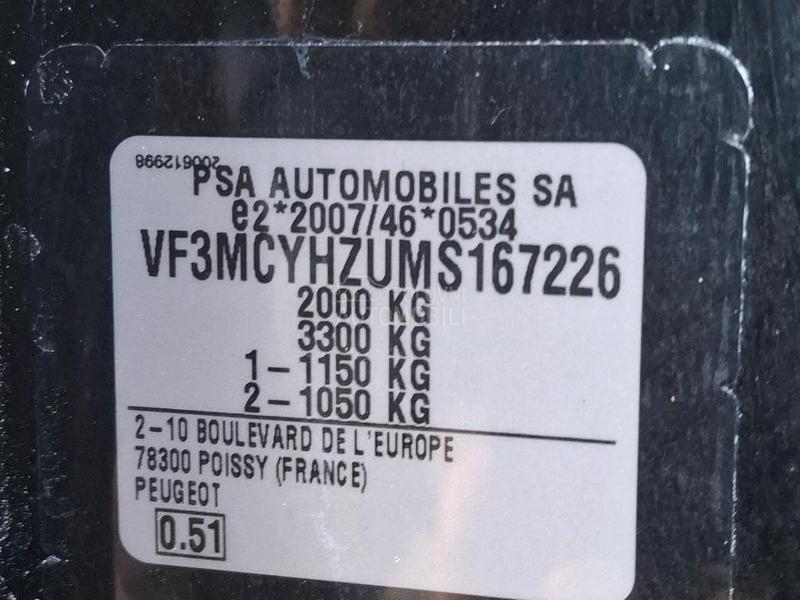 200612998
PSA AUTOMOBILES SA
e2*2007/46*0534
VF3MCYHZUMS167226
2000 KG
3300 KG
1-1150 KG
2-1050 KG
2-10 BOULEVARD DE L'EUROPE
78300 POISSY (FRANCE)
PEUGEOT
0.51